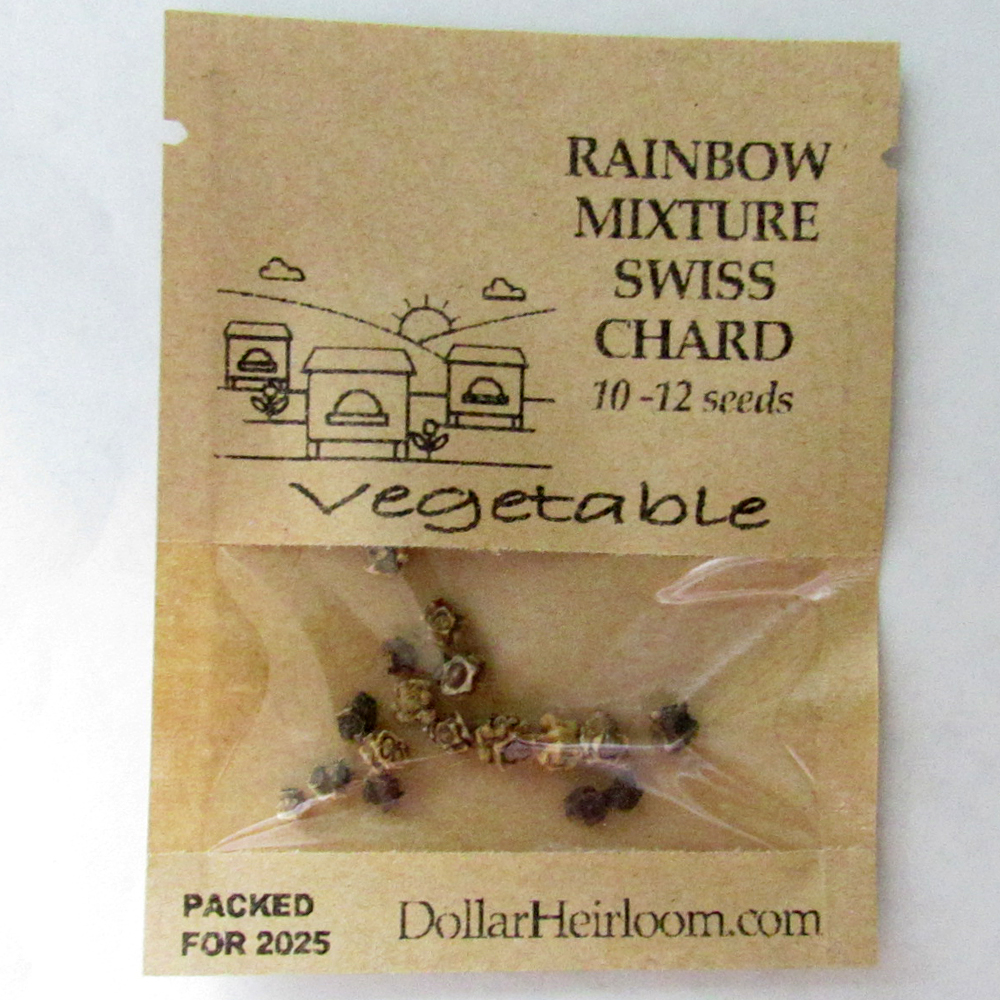 RAINBOW
MIXTURE
SWISS
CHARD
10-12 seeds
vegetable
PACKED
FOR 2025
DollarHeirloom.com